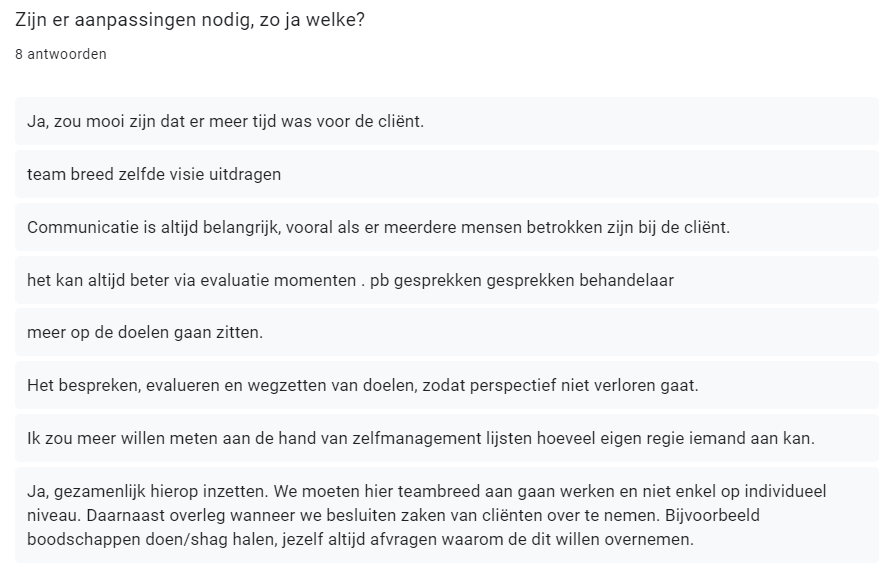 Zijn er aanpassingen nodig, zo ja welke?
8 antwoorden
Ja, zou mooi zijn dat er meer tijd was voor de cliënt.
team breed zelfde visie uitdragen
Communicatie is altijd belangrijk, vooral als er meerdere mensen betrokken zijn bij de cliënt.
het kan altijd beter via evaluatie momenten . pb gesprekken gesprekken behandelaar
meer op de doelen gaan zitten.
Het bespreken, evalueren en wegzetten van doelen, zodat perspectief niet verloren gaat.
Ik zou meer willen meten aan de hand van zelfmanagement lijsten hoeveel eigen regie iemand aan kan.
Ja, gezamenlijk hierop inzetten. We moeten hier teambreed aan gaan werken en niet enkel op individueel
niveau. Daarnaast overleg wanneer we besluiten zaken van cliënten over te nemen. Bijvoorbeeld
boodschappen doen/shag halen, jezelf altijd afvragen waarom de dit willen overnemen.